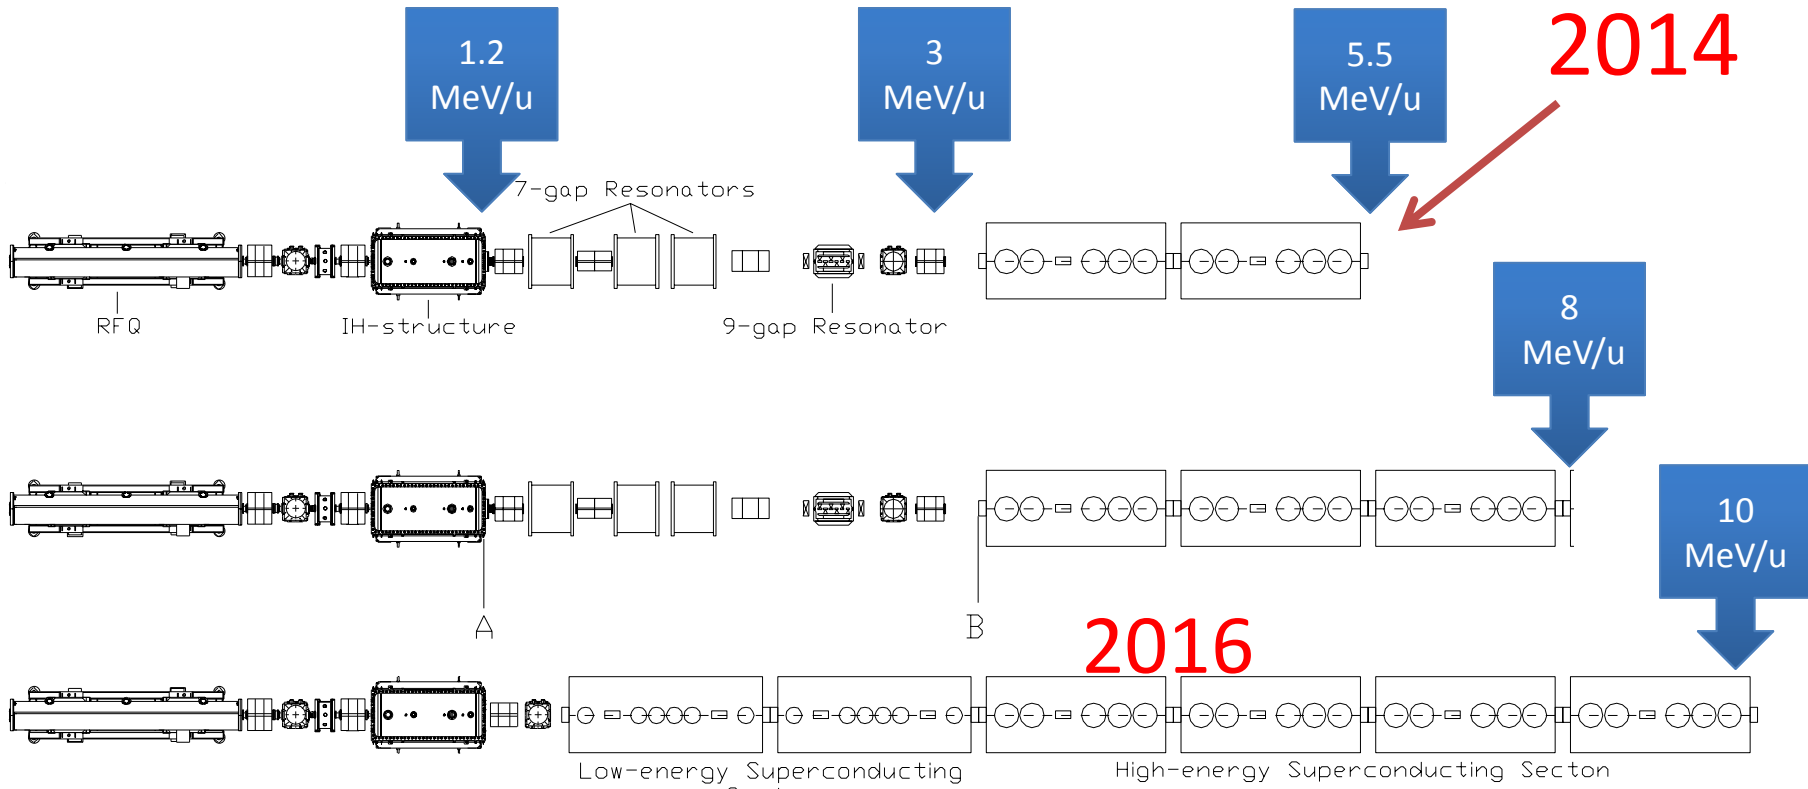 1.2
MeV/u
3
MeV/u
5.5
MeV/u
2014
7-gap Resonators
RFQ
IH-structure
9-gap Resonator
8
MeV/u
10
MeV/u
A
B
2016
Low-energy Superconducting
High-energy Superconducting Secton